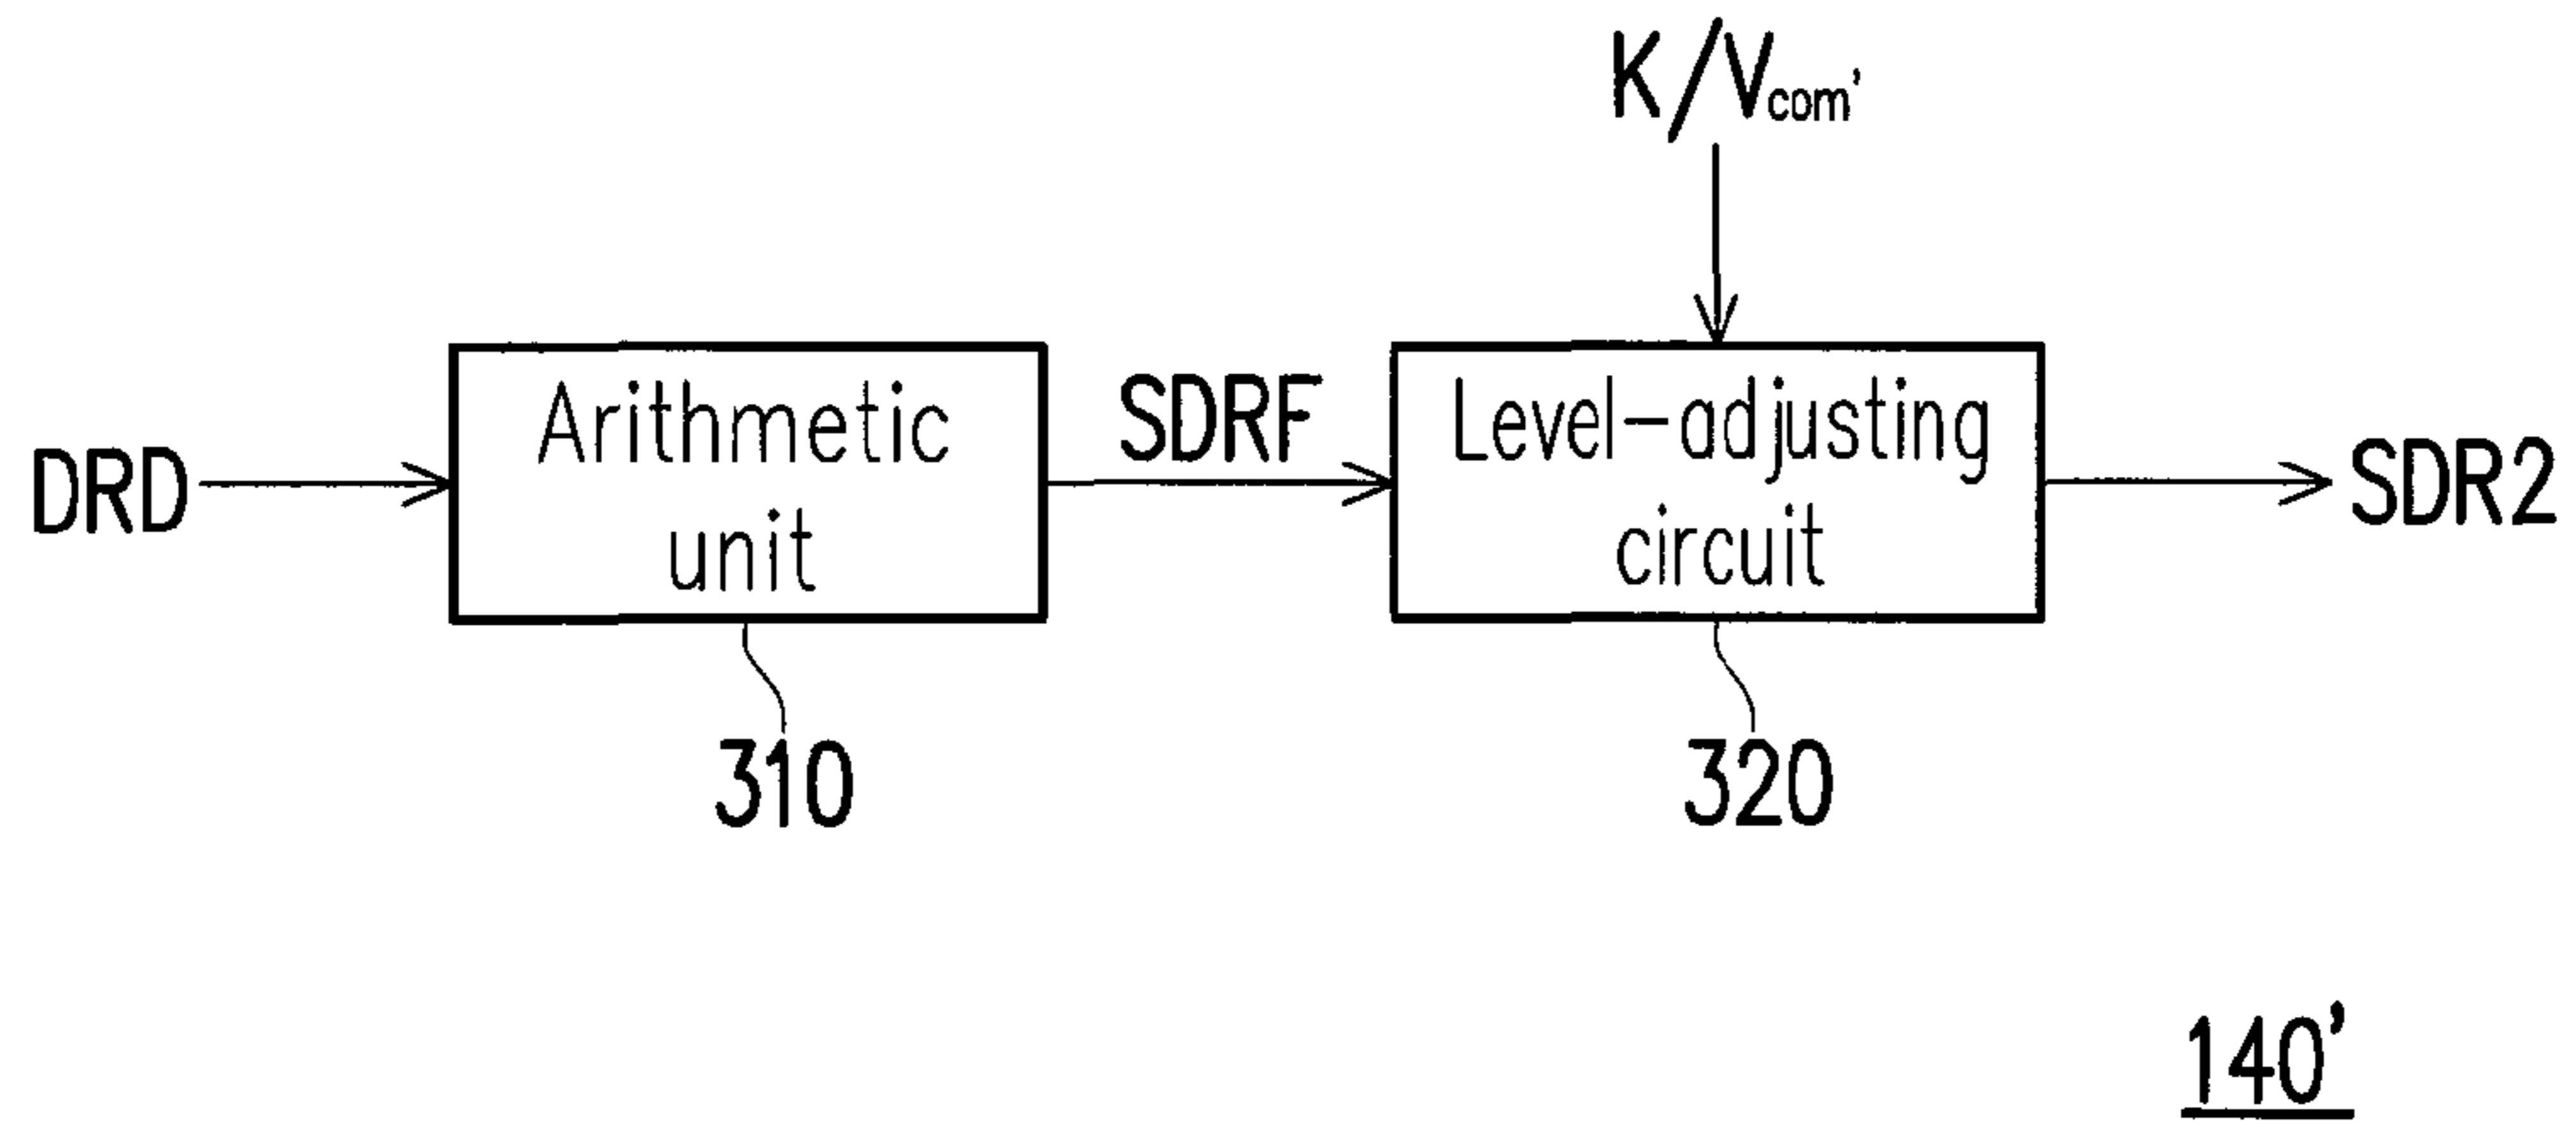 K/Vcom'
DRD
Arithmetic
unit
SDRF
Level-adjusting
circuit
SDR2
310
320
140'